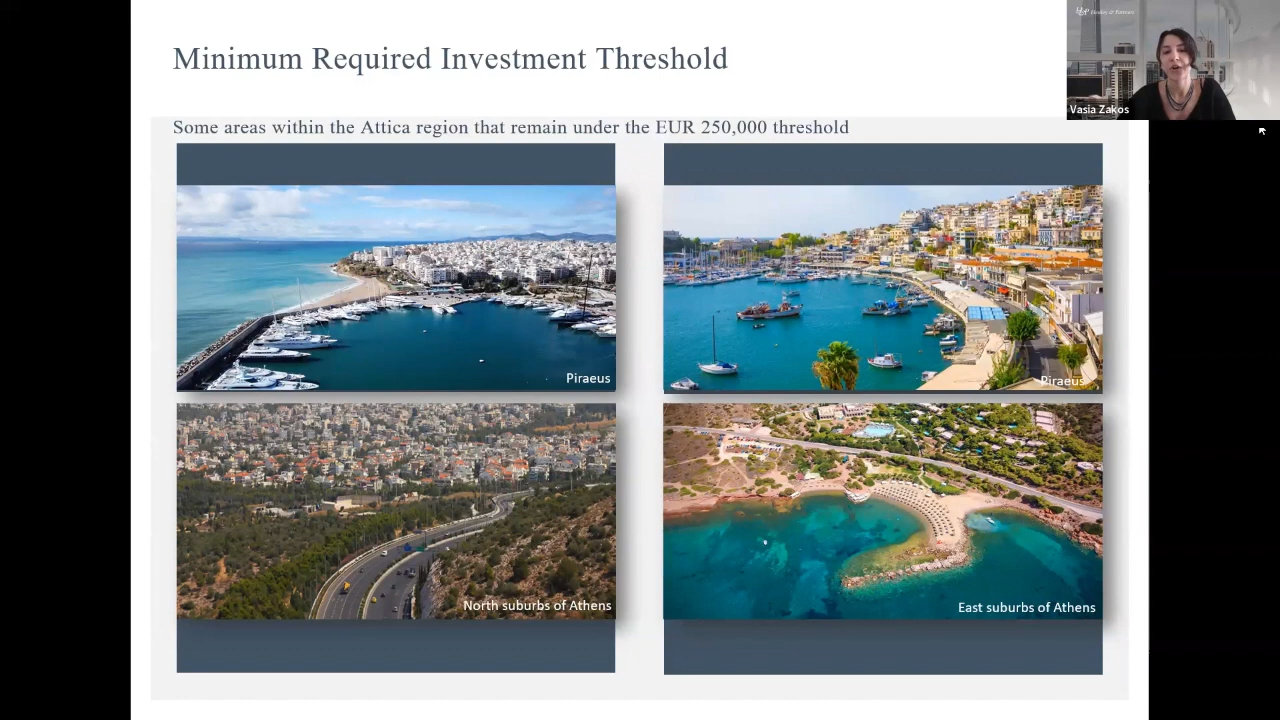 Minimum Required Investment Threshold
Vasia Zakos
Some areas within the Attica region that remain under the EUR 250,000 threshold
Piraeus
Piraeus
North suburbs of Athens
East suburbs of Athens